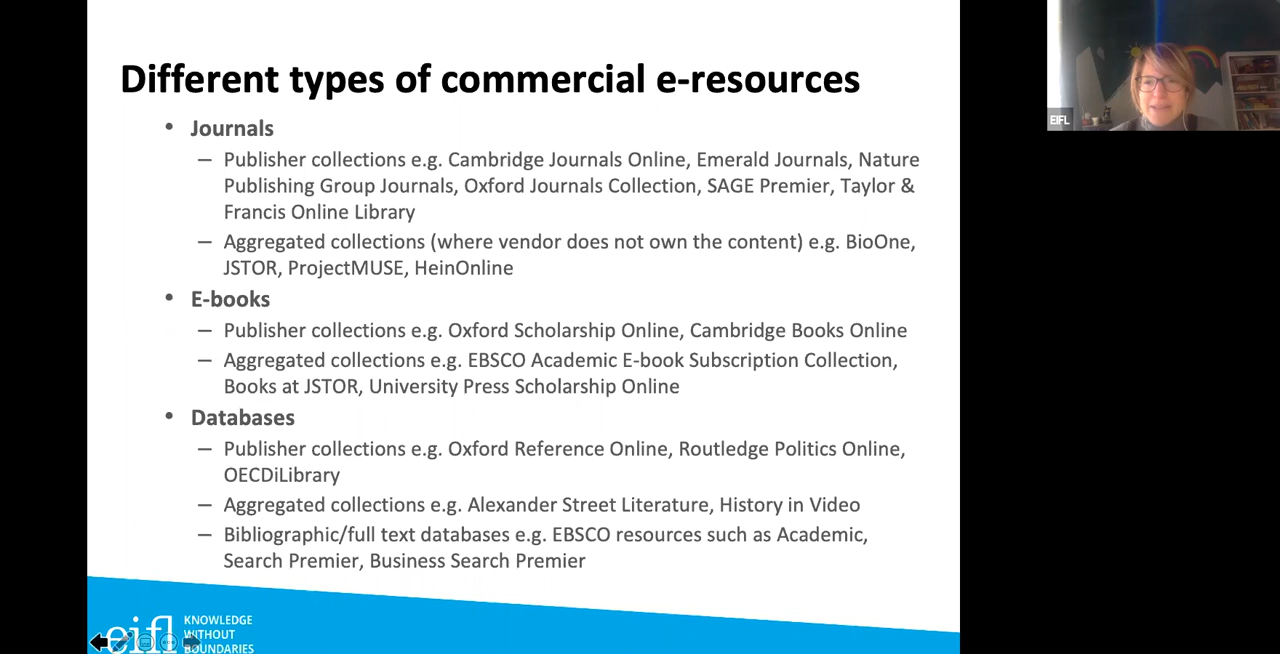 Different types of commercial e-resources
• Journals
– Publisher collections e.g. Cambridge Journals Online, Emerald Journals, Nature
Publishing Group Journals, Oxford Journals Collection, SAGE Premier, Taylor &
Francis Online Library
– Aggregated collections (where vendor does not own the content) e.g. BioOne,
JSTOR, ProjectMUSE, HeinOnline
• E-books
– Publisher collections e.g. Oxford Scholarship Online, Cambridge Books Online
– Aggregated collections e.g. EBSCO Academic E-book Subscription Collection,
Books at JSTOR, University Press Scholarship Online
• Databases
– Publisher collections e.g. Oxford Reference Online, Routledge Politics Online,
OECDiLibrary
– Aggregated collections e.g. Alexander Street Literature, History in Video
– Bibliographic/full text databases e.g. EBSCO resources such as Academic,
Search Premier, Business Search Premier
eifl
KNOWLEDGE
WITHOUT
BOUNDARIES
EIFL